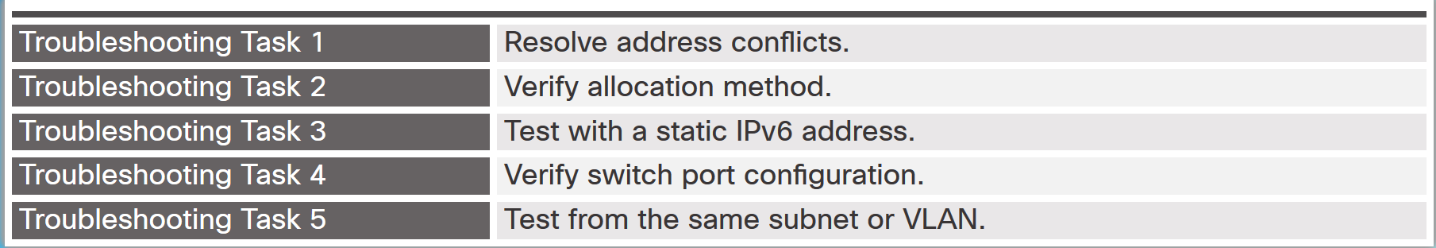 Troubleshooting Task 1 Resolve address conflicts.
Troubleshooting Task 2 Verify allocation method.
Troubleshooting Task 3 Test with a static IPv6 address.
Troubleshooting Task 4 Verify switch port configuration.
Troubleshooting Task 5 Test from the same subnet or VLAN.